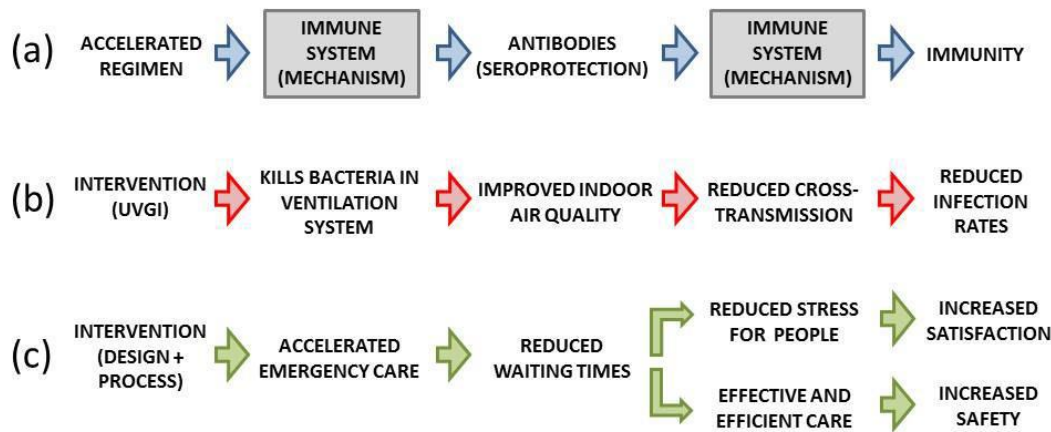 (a)
ACCELERATED
REGIMEN
IMMUNE
SYSTEM
(MECHANISM)
ANTIBODIES
(SEROPROTECTION)
IMMUNE
SYSTEM
(MECHANISM)
IMMUNITY
(b)
INTERVENTION
(UVGI)
KILLS BACTERIA IN
VENTILATION
SYSTEM
IMPROVED INDOOR
AIR QUALITY
REDUCED CROSS-
TRANSMISSION
REDUCED
INFECTION
RATES
(c)
INTERVENTION
(DESIGN +
PROCESS)
ACCELERATED
EMERGENCY CARE
REDUCED
WAITING TIMES
REDUCED STRESS
FOR PEOPLE
INCREASED
SATISFACTION
EFFECTIVE AND
EFFICIENT CARE
INCREASED
SAFETY